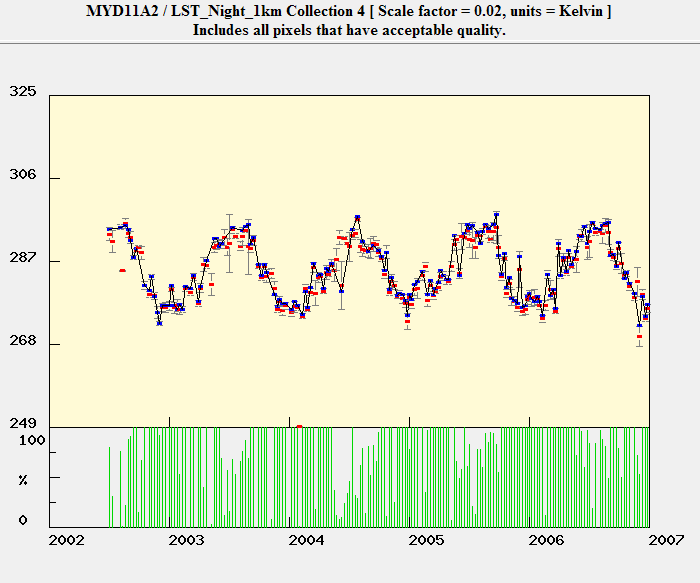 MYD11A2 / LST_Night_1km Collection 4 [ Scale factor = 0.02, units = Kelvin ]
Includes all pixels that have acceptable quality.
325
306
287
268
249
100
%
0
2002 2003 2004 2005 2006 2007